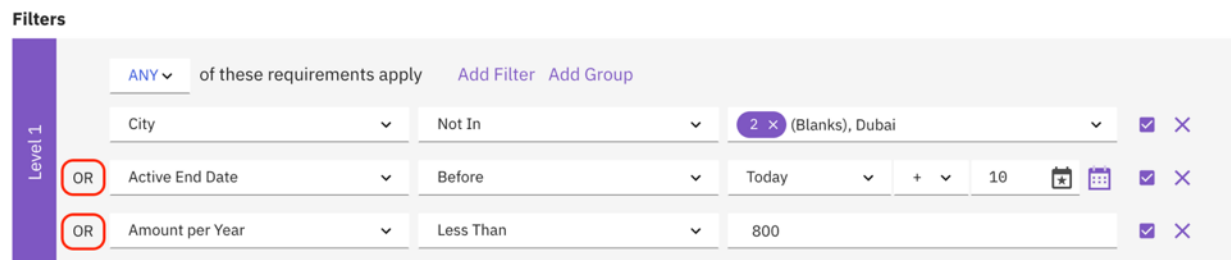 Filters
Level 1
ANY of these requirements apply Add Filter Add Group
City Not In 2 × (Blanks), Dubai
OR Active End Date Before Today + 10
OR Amount per Year Less Than 800